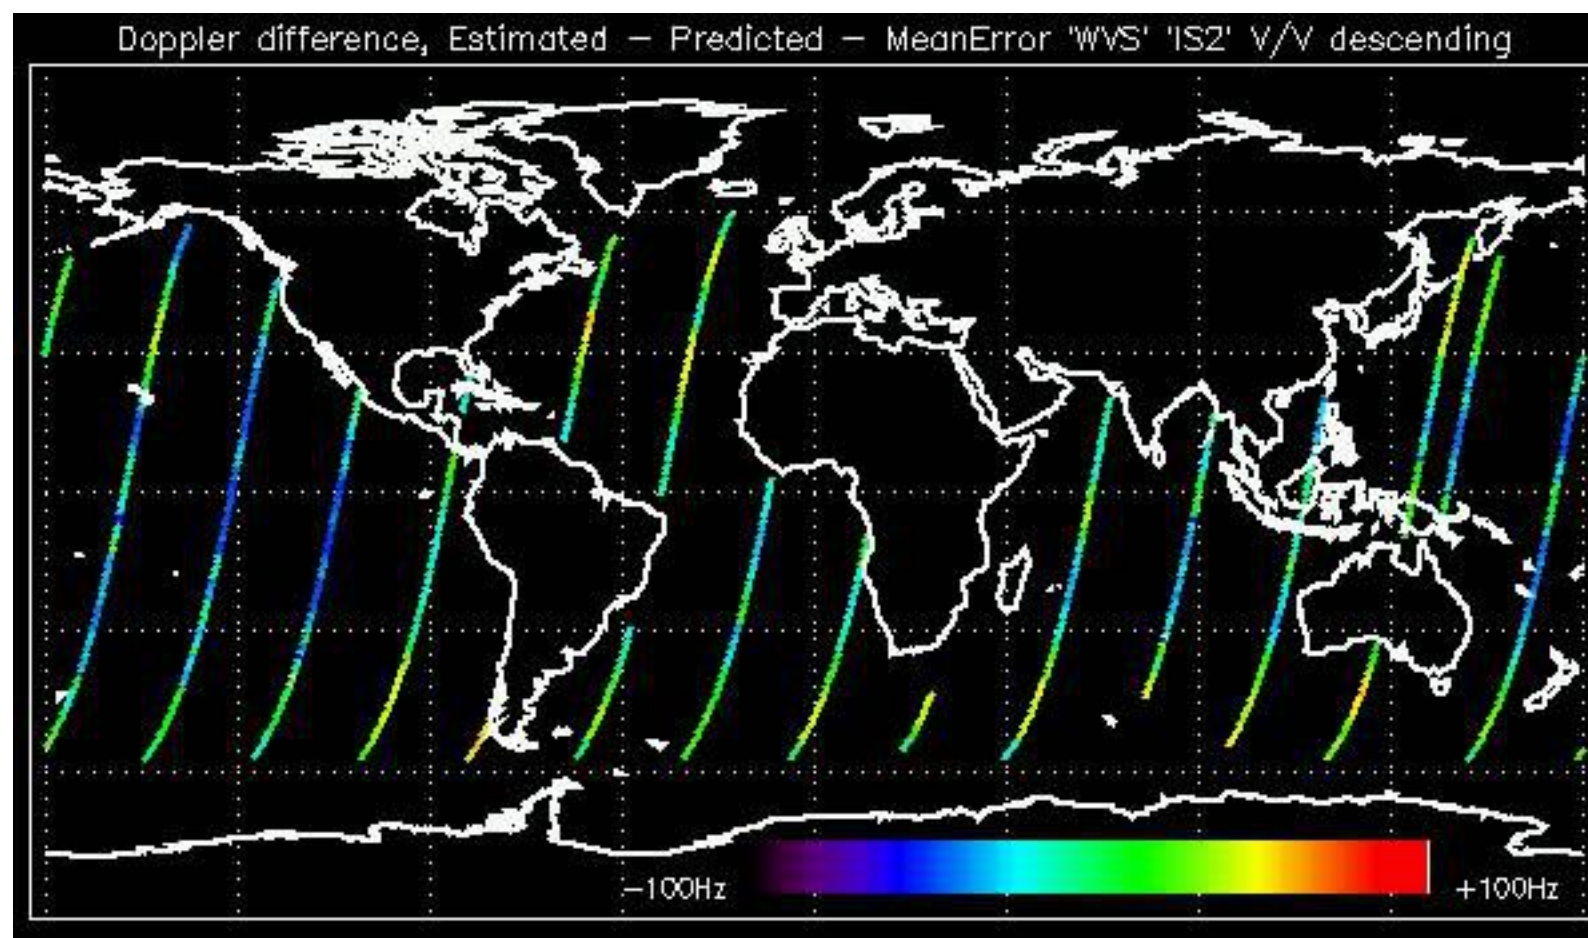 Doppler difference, Estimated – Predicted – MeanError 'WVS' 'IS2' V/V descending
–100Hz
+100Hz